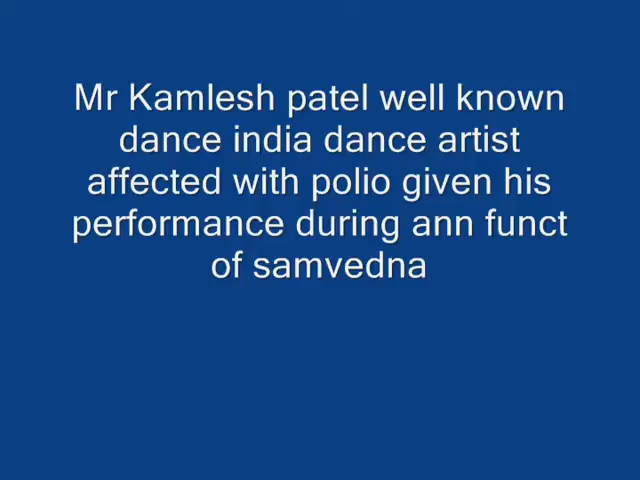 Mr Kamlesh patel well known
dance india dance artist
affected with polio given his
performance during ann funct
of samvedna